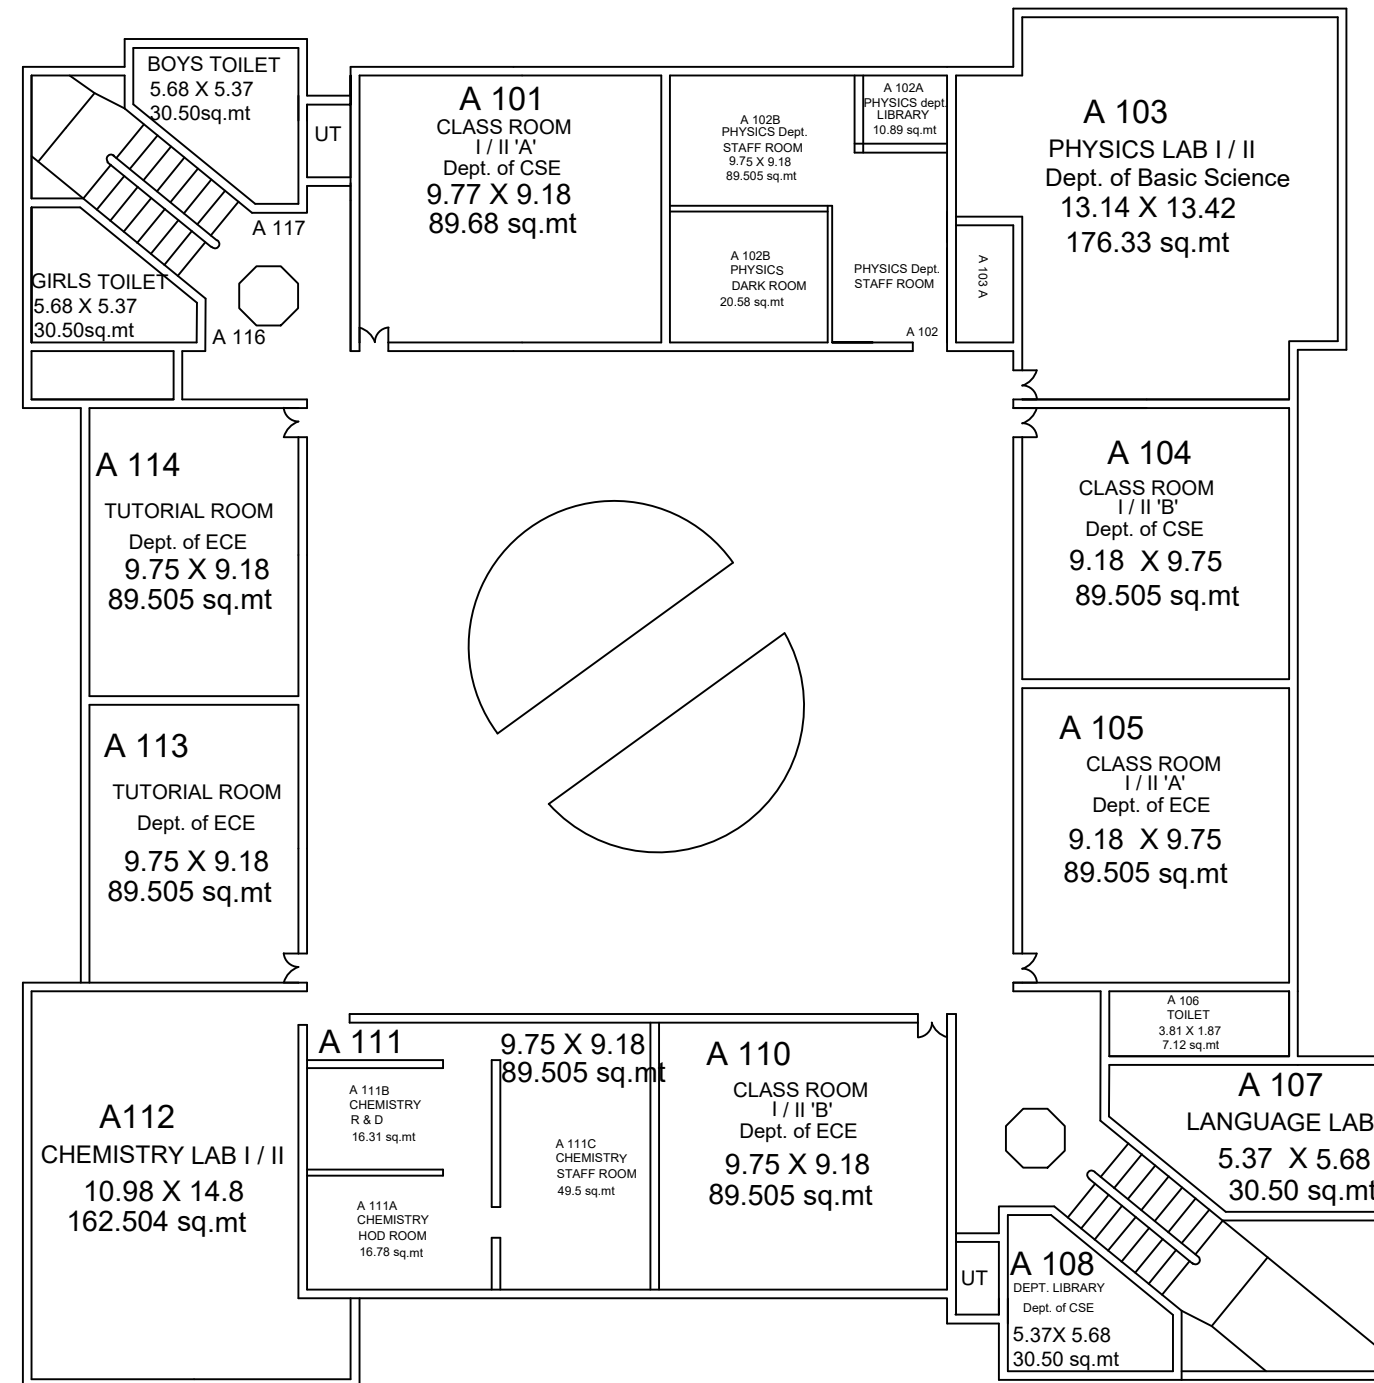 BOYS TOILET
5.68 X 5.37
30.50sq.mt
UT
A 117
GIRLS TOILET
5.68 X 5.37
30.50sq.mt
A 116
A 101
CLASS ROOM
I / II 'A'
Dept. of CSE
9.77 X 9.18
89.68 sq.mt
A 102B
PHYSICS Dept.
STAFF ROOM
9.75 X 9.18
89.505 sq.mt
A 102A
PHYSICS dept.
LIBRARY
10.89 sq.mt
A 102B
PHYSICS
DARK ROOM
20.58 sq.mt
PHYSICS Dept.
STAFF ROOM
A 102
A 103
PHYSICS LAB I / II
Dept. of Basic Science
13.14 X 13.42
176.33 sq.mt
A 103 A
A 114
TUTORIAL ROOM
Dept. of ECE
9.75 X 9.18
89.505 sq.mt
A 104
CLASS ROOM
I / II 'B'
Dept. of CSE
9.18 X 9.75
89.505 sq.mt
A 113
TUTORIAL ROOM
Dept. of ECE
9.75 X 9.18
89.505 sq.mt
A 105
CLASS ROOM
I / II 'A'
Dept. of ECE
9.18 X 9.75
89.505 sq.mt
A112
CHEMISTRY LAB I / II
10.98 X 14.8
162.504 sq.mt
A 111
9.75 X 9.18
89.505 sq.mt
A 111B
CHEMISTRY
R & D
16.31 sq.mt
A 111A
CHEMISTRY
HOD ROOM
16.78 sq.mt
A 111C
CHEMISTRY
STAFF ROOM
49.5 sq.mt
A 110
CLASS ROOM
I / II 'B'
Dept. of ECE
9.75 X 9.18
89.505 sq.mt
A 106
TOILET
3.81 X 1.87
7.12 sq.mt
A 107
LANGUAGE LAB
5.37 X 5.68
30.50 sq.mt
UT
A 108
DEPT. LIBRARY
Dept. of CSE
5.37X 5.68
30.50 sq.mt